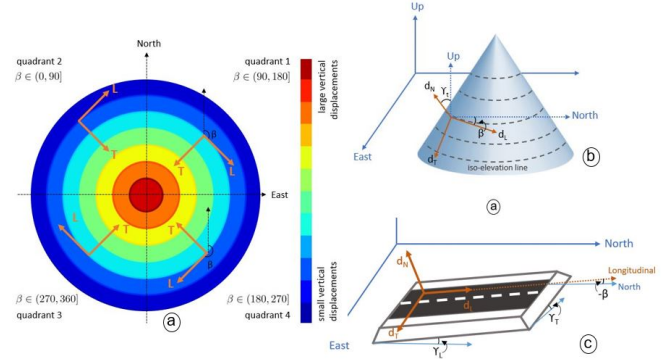 quadrant 2
β ∈ (0, 90]
North
quadrant 1
β ∈ (90, 180]
L
T
β
T
L
East
L
T
T
L
β
β ∈ (270, 360]
quadrant 3
β ∈ (180, 270]
quadrant 4
a
large vertical
displacements
small vertical
displacements
Up
Up
d_N
γ_t
North
β
d_L
d_T
East
iso-elevation line
b
a
North
d_N
Longitudinal
North
-β
d_L
d_T
γ_T
East
γ_L
c